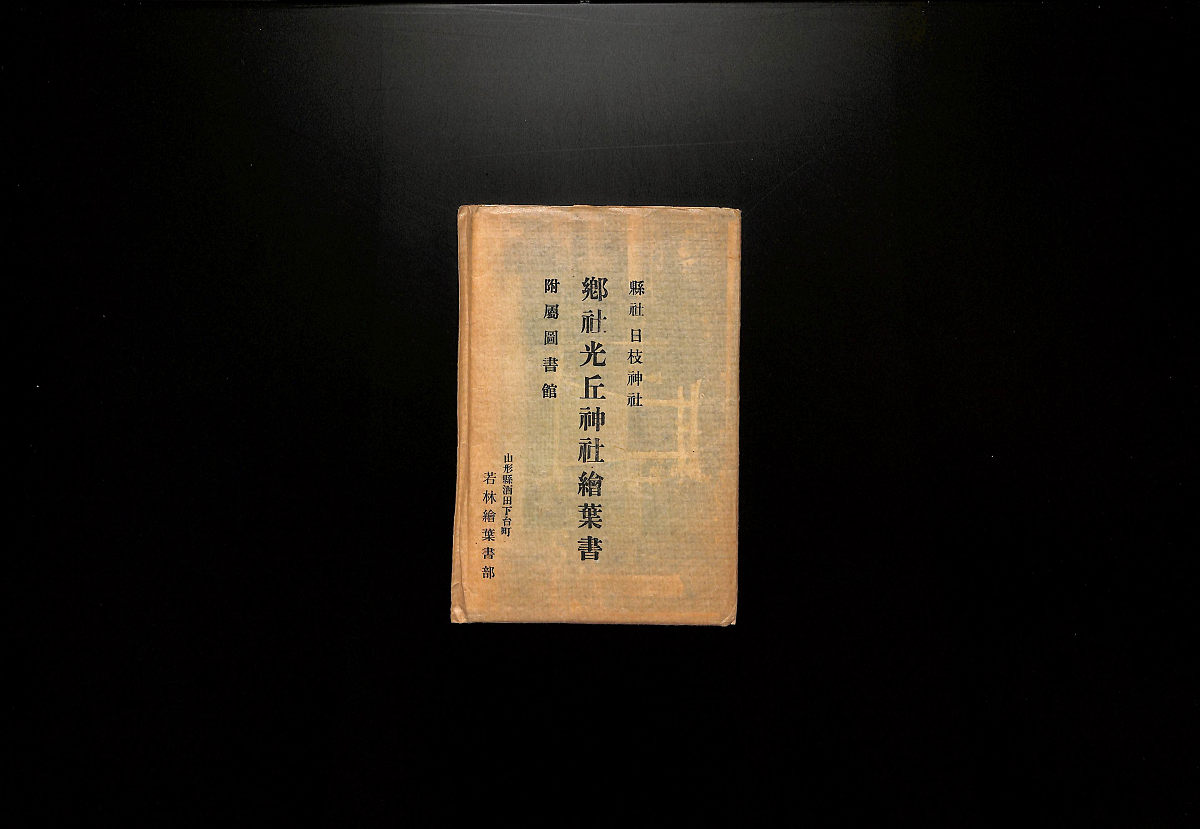 縣社 日枝神社
鄕社光丘神社繪葉書
附屬圖書館
山形縣酒田下台町
若林繪葉書部